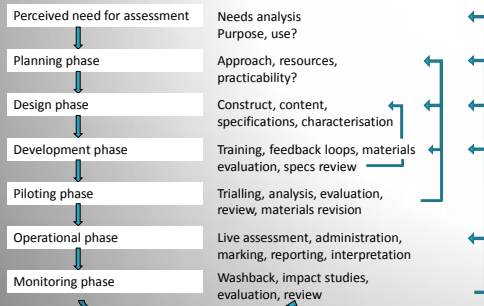 Perceived need for assessment
Needs analysis
Purpose, use?
Planning phase
Approach, resources,
practicability?
Design phase
Construct, content,
specifications, characterisation
Development phase
Training, feedback loops, materials
evaluation, specs review
Piloting phase
Trialling, analysis, evaluation,
review, materials revision
Operational phase
Live assessment, administration,
marking, reporting, interpretation
Monitoring phase
Washback, impact studies,
evaluation, review